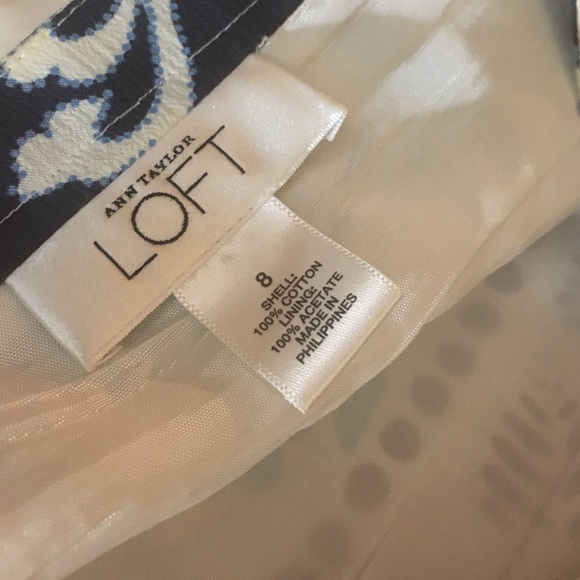 ANN TAYLOR
LOFT
8
SHELL:
100% COTTON
LINING:
100% ACETATE
MADE IN
PHILIPPINES